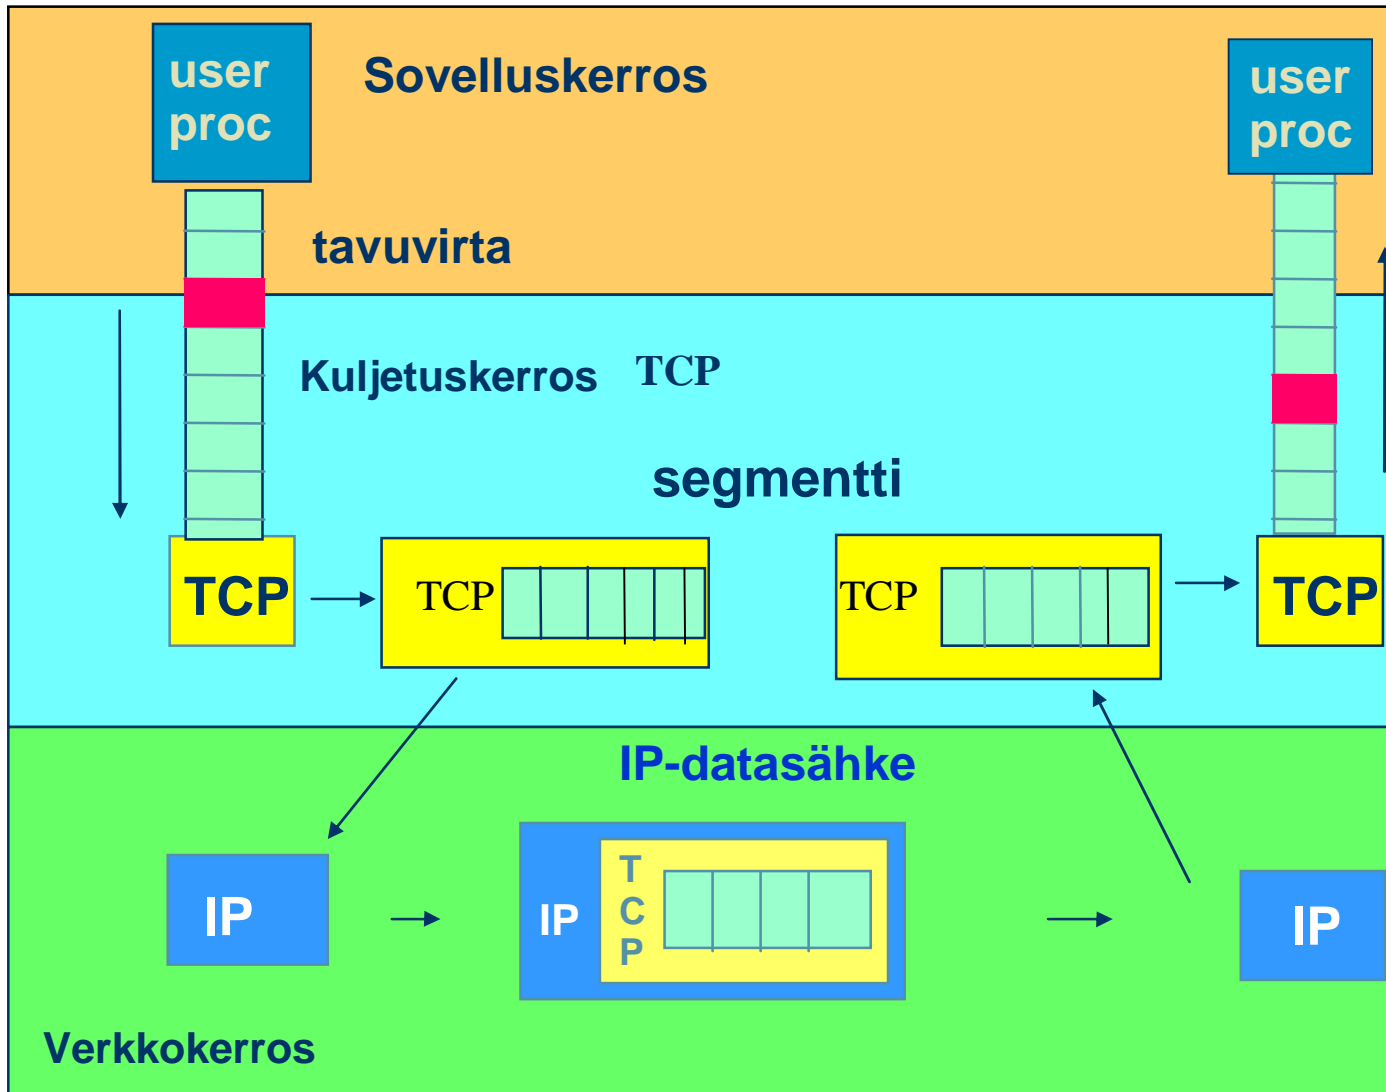 user
proc
Sovelluskerros
user
proc
tavuvirta
Kuljetuskerros TCP
segmentti
TCP
TCP
TCP
TCP
IP-datasähke
IP
IP
T
C
P
IP
Verkkokerros